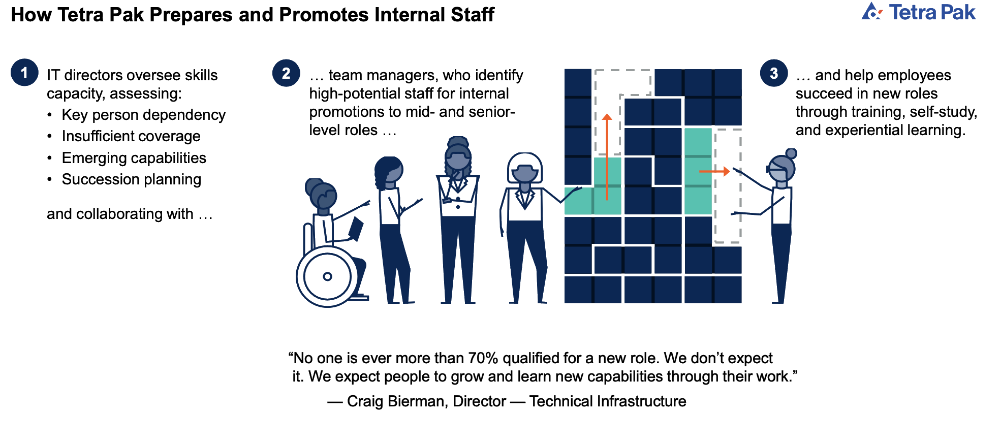 How Tetra Pak Prepares and Promotes Internal Staff
Tetra Pak
1
IT directors oversee skills
capacity, assessing:
• Key person dependency
• Insufficient coverage
• Emerging capabilities
• Succession planning
and collaborating with …
2
… team managers, who identify
high-potential staff for internal
promotions to mid- and senior-
level roles …
3
… and help employees
succeed in new roles
through training, self-study,
and experiential learning.
“No one is ever more than 70% qualified for a new role. We don’t expect
it. We expect people to grow and learn new capabilities through their work.”
— Craig Bierman, Director — Technical Infrastructure